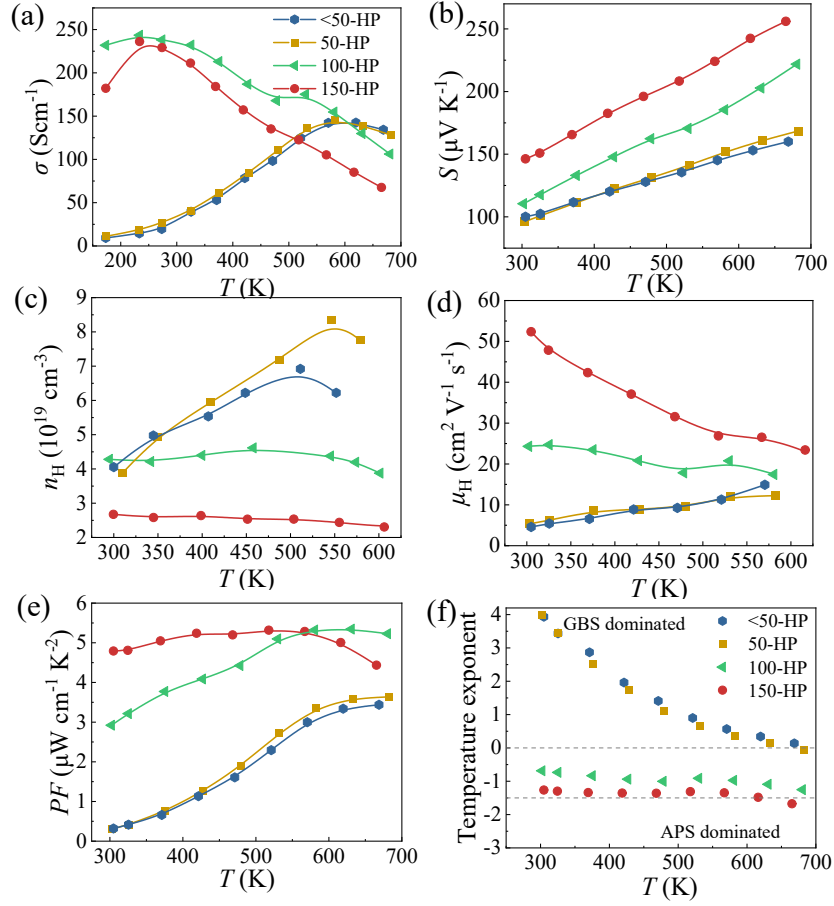 (a)
<50-HP
50-HP
100-HP
150-HP
σ (Scm⁻¹)
250
200
150
100
50
0
200 300 400 500 600 700
T (K)
(b)
S (μV K⁻¹)
250
200
150
100
300 400 500 600 700
T (K)
(c)
n_H (10¹⁹ cm⁻³)
9
8
7
6
5
4
3
2
300 350 400 450 500 550 600
T (K)
(d)
μ_H (cm² V⁻¹ s⁻¹)
60
50
40
30
20
10
0
300 350 400 450 500 550 600
T (K)
(e)
PF (μW cm⁻¹ K⁻²)
6
5
4
3
2
1
0
300 400 500 600 700
T (K)
(f)
GBS dominated
<50-HP
50-HP
100-HP
150-HP
APS dominated
Temperature exponent
4
3
2
1
0
-1
-2
-3
300 400 500 600 700
T (K)